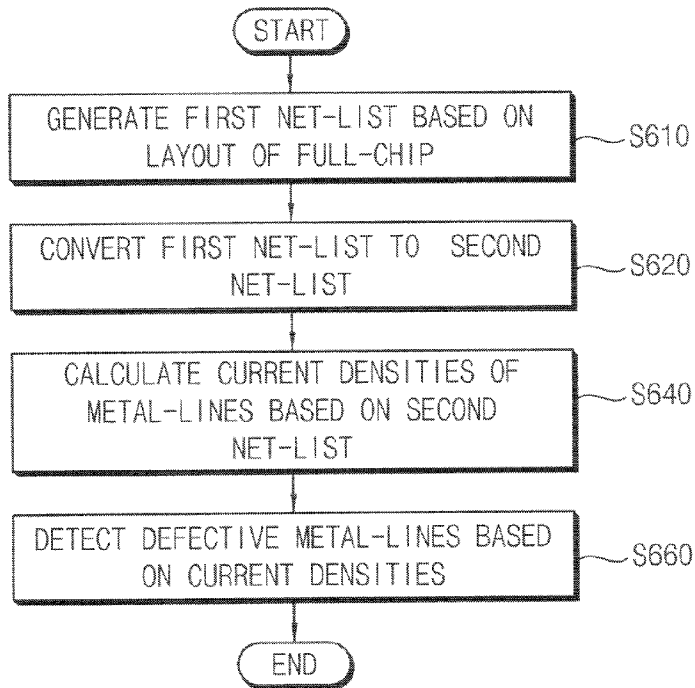 START
GENERATE FIRST NET-LIST BASED ON
LAYOUT OF FULL-CHIP
S610
CONVERT FIRST NET-LIST TO SECOND
NET-LIST
S620
CALCULATE CURRENT DENSITIES OF
METAL-LINES BASED ON SECOND
NET-LIST
S640
DETECT DEFECTIVE METAL-LINES BASED
ON CURRENT DENSITIES
S660
END